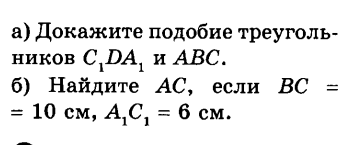 а) Докажите подобие треуголь-
ников C₁DA₁ и ABC.
б) Найдите AC, если BC =
= 10 см, A₁C₁ = 6 см.